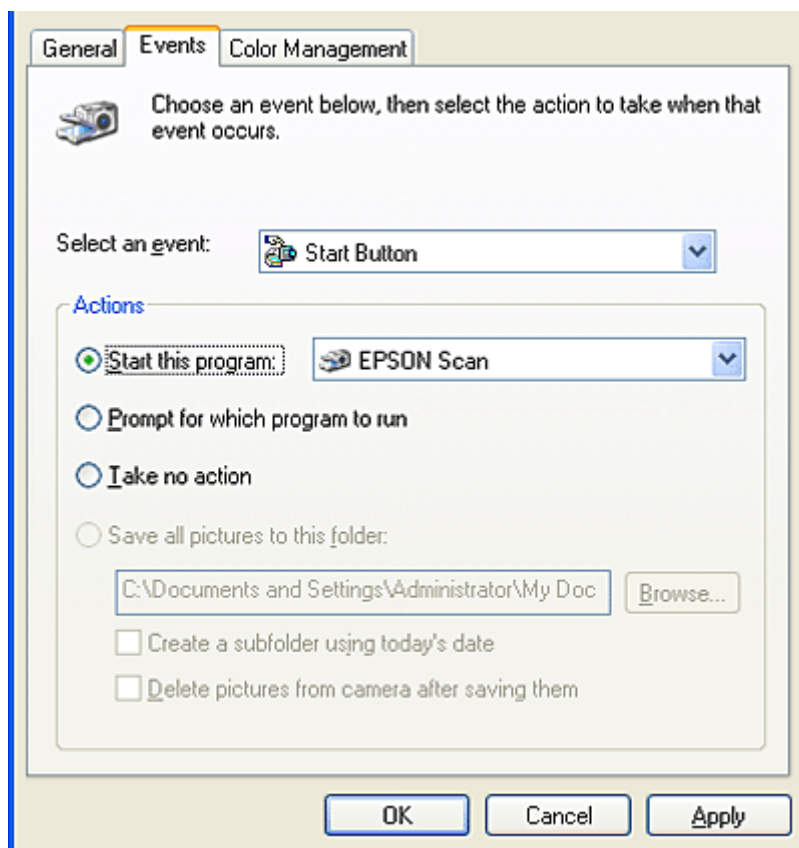 General Events Color Management
Choose an event below, then select the action to take when that
event occurs.
Select an event: Start Button
Actions
Start this program: EPSON Scan
Prompt for which program to run
Take no action
Save all pictures to this folder:
C:\Documents and Settings\Administrator\My Doc Browse...
Create a subfolder using today's date
Delete pictures from camera after saving them
OK Cancel Apply